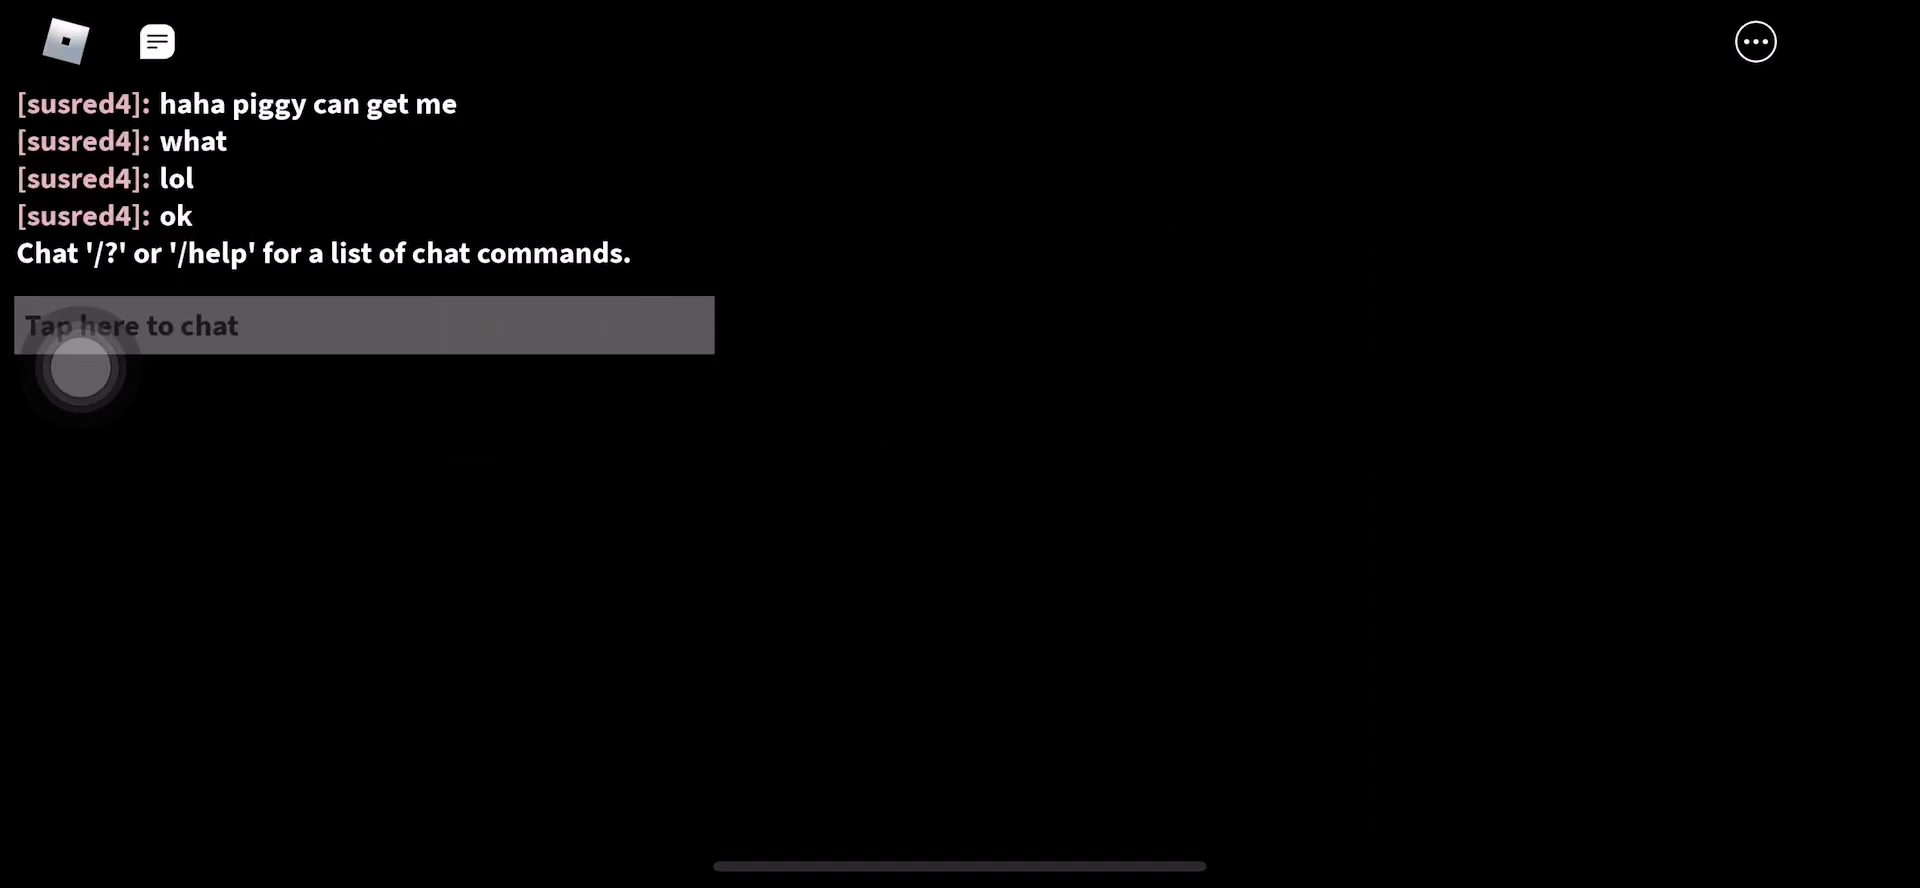 [susred4]: haha piggy can get me
[susred4]: what
[susred4]: lol
[susred4]: ok
Chat '/?' or '/help' for a list of chat commands.
Tap here to chat